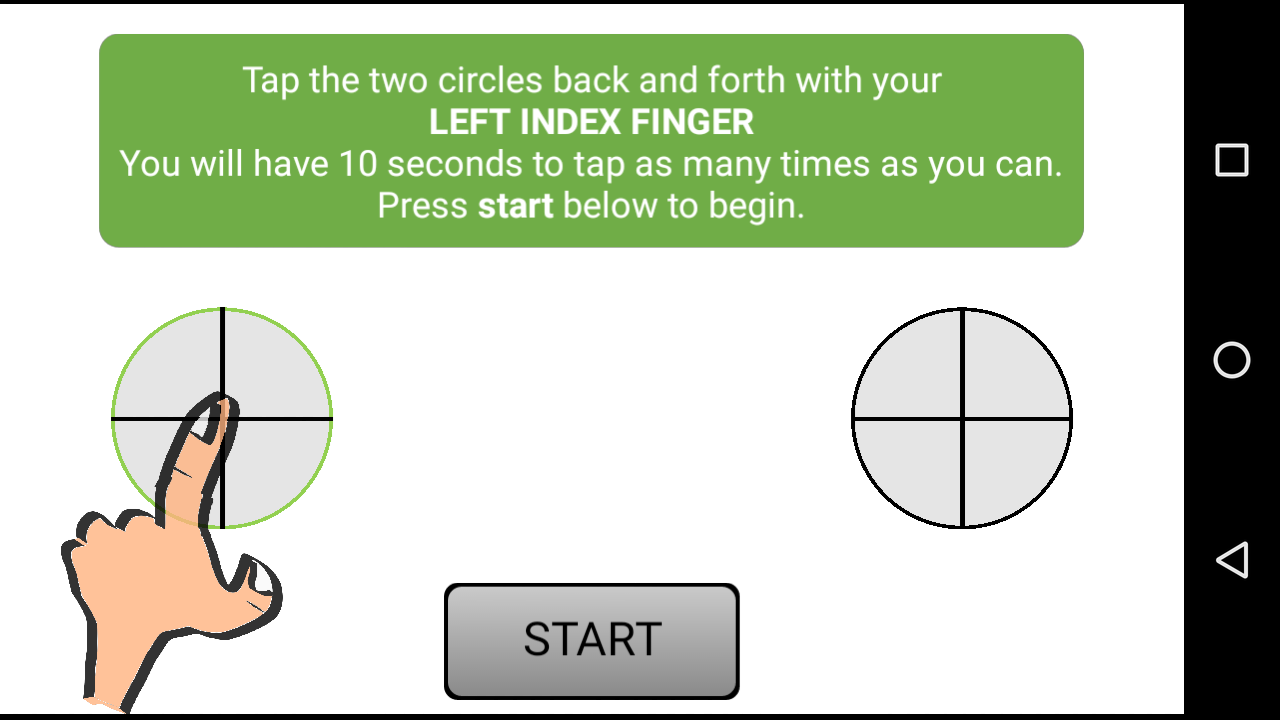 Tap the two circles back and forth with your
LEFT INDEX FINGER
You will have 10 seconds to tap as many times as you can.
Press start below to begin.
START